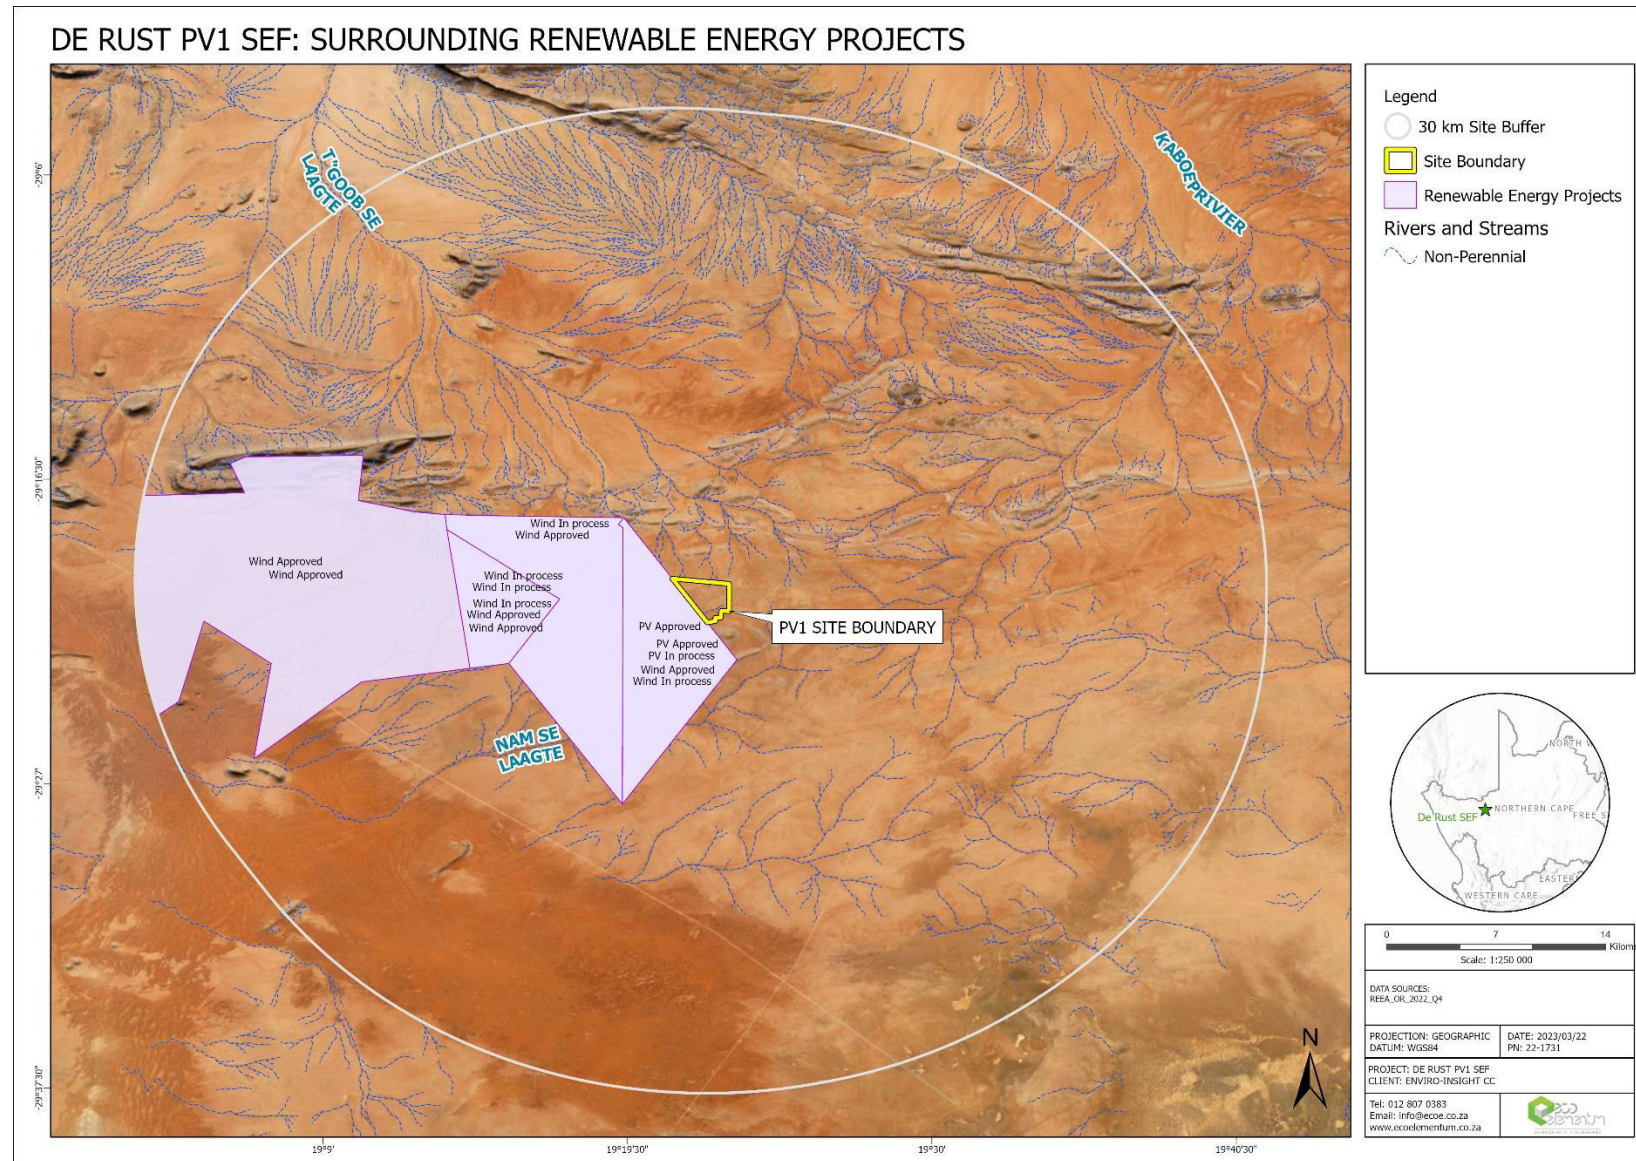 DE RUST PV1 SEF: SURROUNDING RENEWABLE ENERGY PROJECTS
Legend
30 km Site Buffer
Site Boundary
Renewable Energy Projects
Rivers and Streams
Non-Perennial
T"GOOB SE
LAAGTE
KABOEPRIVIER
-29°6'
-29°16'30"
-29°27'
-29°37'30"
Wind In process
Wind Approved
Wind Approved
Wind Approved
Wind In process
Wind In process
Wind In process
Wind Approved
Wind Approved
PV Approved
PV Approved
PV In process
Wind Approved
Wind In process
PV1 SITE BOUNDARY
NAM SE
LAAGTE
N
19°9'
19°19'30"
19°30'
19°40'30"
NORTH
NORTHERN CAPE
De Rust SEF
FREE S
EASTER
WESTERN CAPE
0 7 14
Kilom
Scale: 1:250 000
DATA SOURCES:
REEA_OR_2022_Q4
PROJECTION: GEOGRAPHIC
DATUM: WGS84
DATE: 2023/03/22
PN: 22-1731
PROJECT: DE RUST PV1 SEF
CLIENT: ENVIRO-INSIGHT CC
Tel: 012 807 0383
Email: info@ecoe.co.za
www.ecoelementum.co.za
eco
elementum